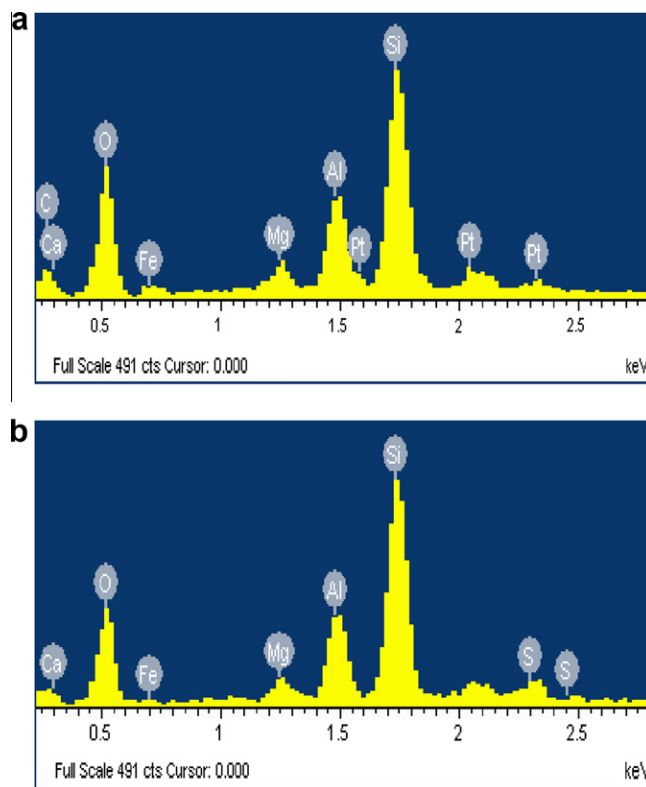 a
Si
O
Al
C
Mg
Pt
Pt
Pt
Ca
Fe
0.5 1 1.5 2 2.5
Full Scale 491 cts Cursor: 0.000 keV
b
Si
O
Al
Ca
Fe
Mg
S
S
0.5 1 1.5 2 2.5
Full Scale 491 cts Cursor: 0.000 keV